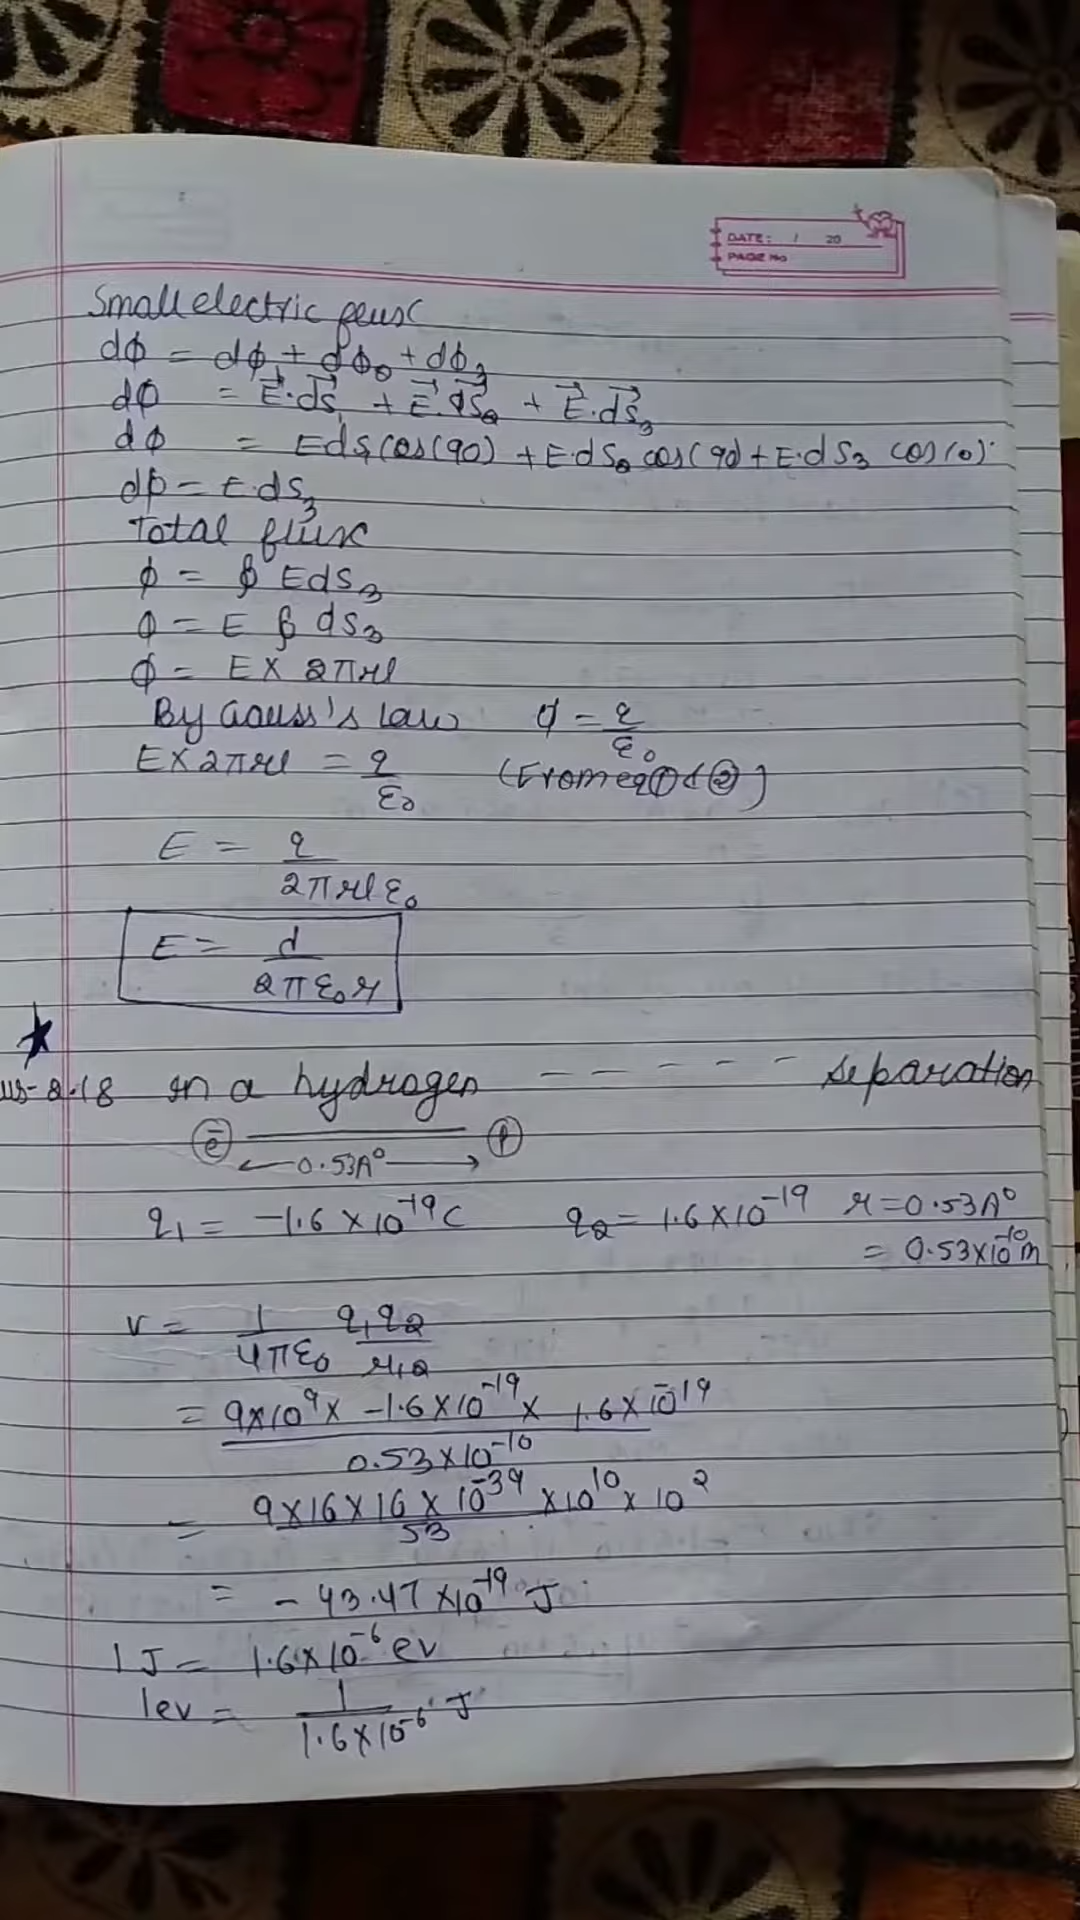 DATE: / 20
PAGE NO
Small electric flux
dϕ = dϕ₁ + dϕ₂ + dϕ₃
dϕ = E⃗.ds⃗₁ + E⃗.ds⃗₂ + E⃗.ds⃗₃
dϕ = Eds₁cos(90) + E.ds₂ cos(90) + E.ds₃ cos(0)
dϕ = E.ds₃
Total flux
ϕ = ∮ Eds₃
ϕ = E ∮ ds₃
ϕ = E× 2πrl
By Gauss's law ϕ = q/ε₀
E×2πrl = q/ε₀ (From eq ① & ②)
E = q/2πrlε₀
E = λ/2πε₀r
★
2.18 In a hydrogen - - - - - separation
e⁻ p
←0.53A°→
q₁ = -1.6×10⁻¹⁹C q₂ = 1.6×10⁻¹⁹ r=0.53A°
= 0.53×10⁻¹⁰m
V = 1/4πε₀ q₁q₂/r₁₂
= 9×10⁹× -1.6×10⁻¹⁹× 1.6×10⁻¹⁹/0.53×10⁻¹⁰
= 9×16×16×10⁻³⁹×10¹⁰×10²/53
= -43.47×10⁻¹⁹ J
1J = 1.6×10⁻⁶ ev
1ev = 1/1.6×10⁻⁶ J